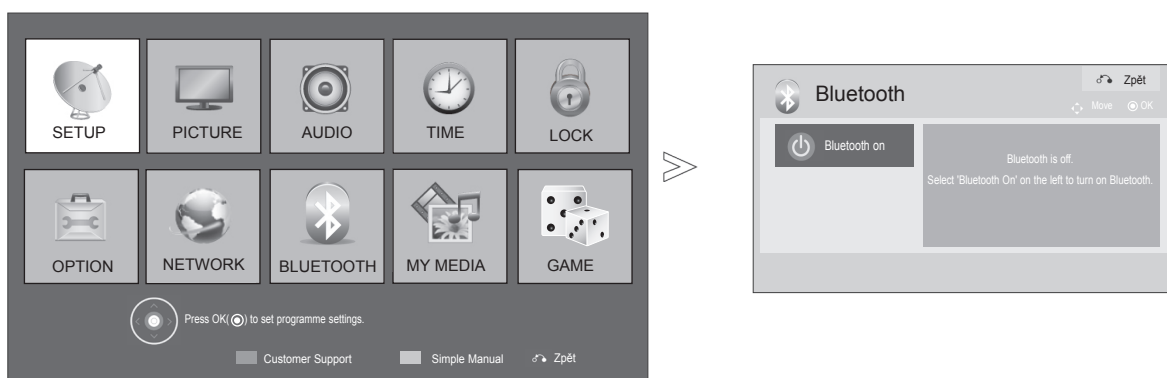 SETUP
PICTURE
AUDIO
TIME
LOCK
OPTION
NETWORK
BLUETOOTH
MY MEDIA
GAME
Press OK(◉) to set programme settings.
Customer Support
Simple Manual
Zpět
Bluetooth
Zpět
Move
OK
Bluetooth on
Bluetooth is off.
Select 'Bluetooth On' on the left to turn on Bluetooth.